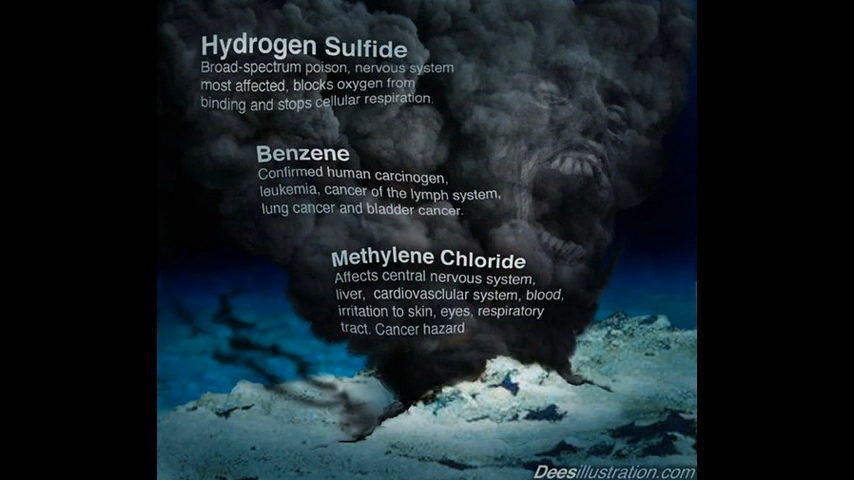 Hydrogen Sulfide
Broad-spectrum poison, nervous system
most affected, blocks oxygen from
binding and stops cellular respiration.
Benzene
Confirmed human carcinogen,
leukemia, cancer of the lymph system,
lung cancer and bladder cancer.
Methylene Chloride
Affects central nervous system,
liver, cardiovasclular system, blood,
irritation to skin, eyes, respiratory
tract. Cancer hazard
Deesillustration.com